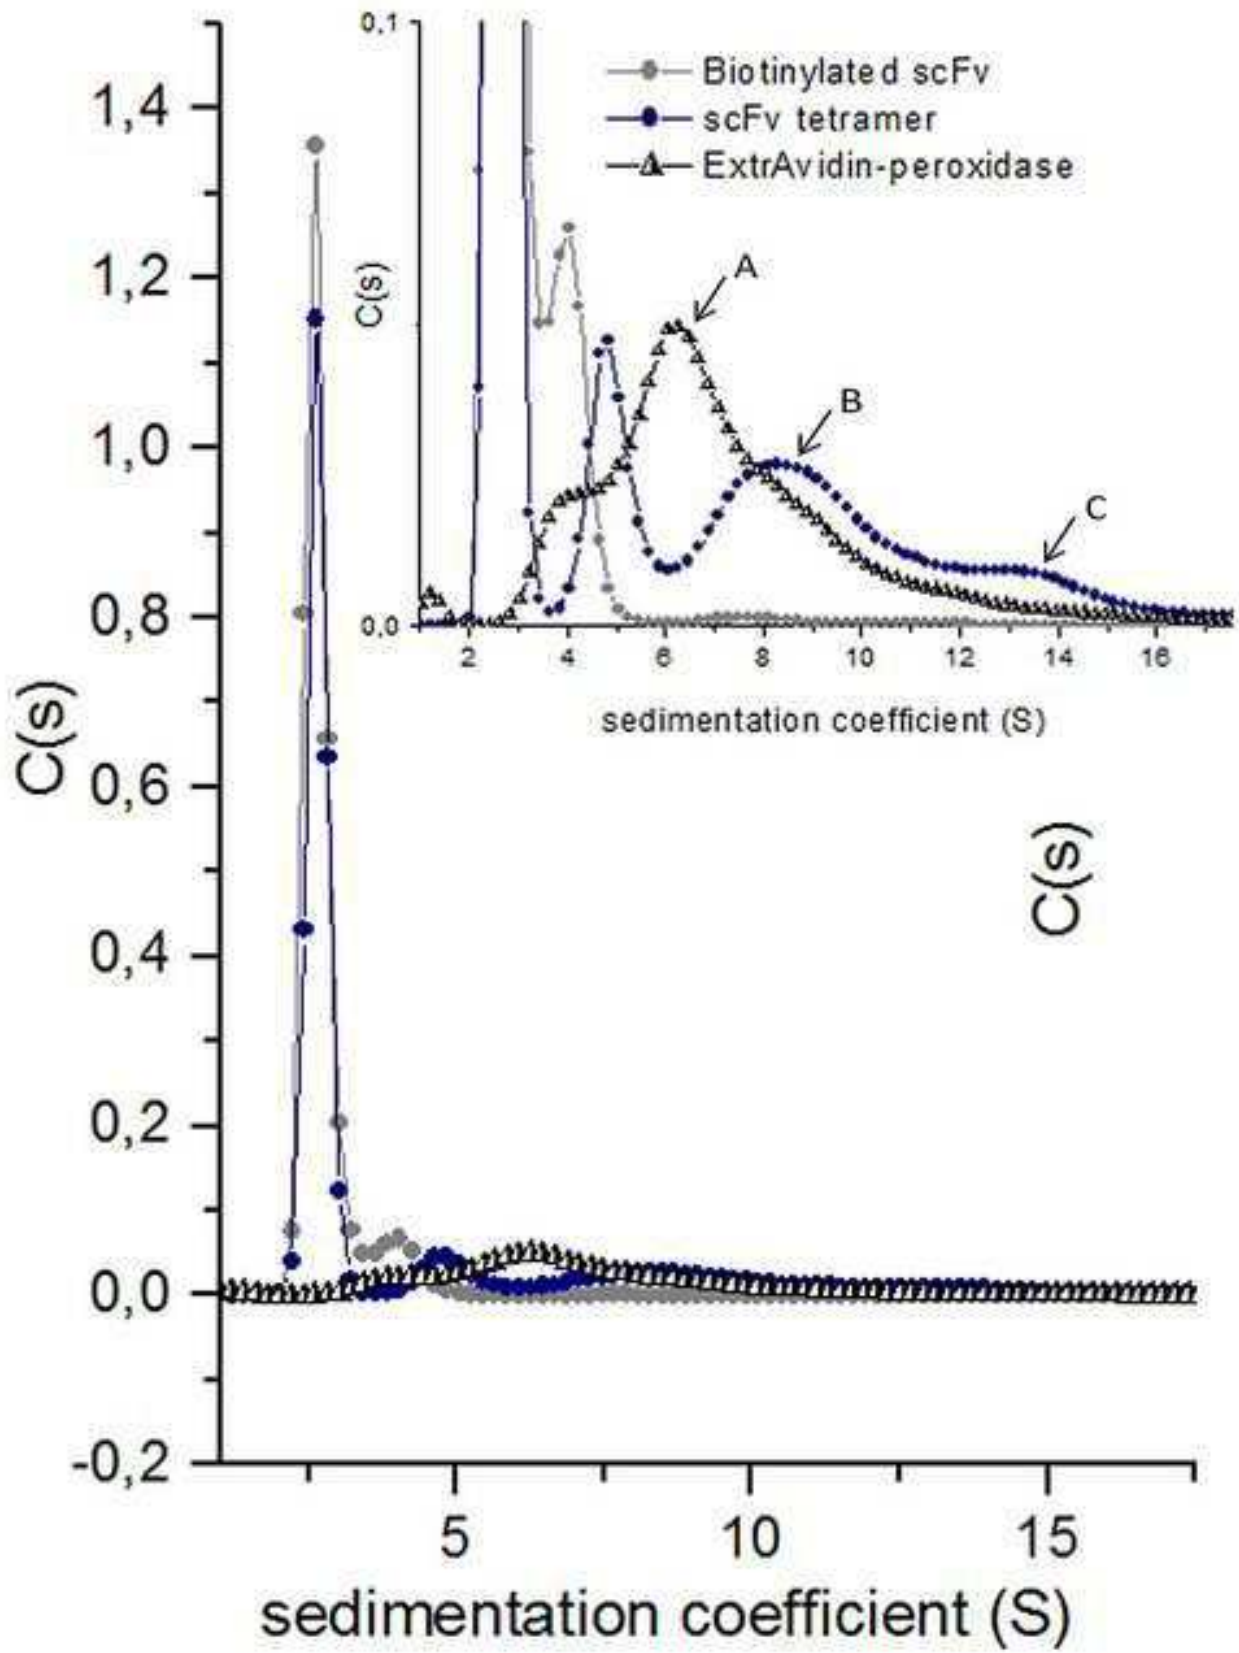 0,1
Biotinylated scFv
scFv tetramer
ExtrAvidin-peroxidase
A
B
C
C(s)
0,0
2 4 6 8 10 12 14 16
sedimentation coefficient (S)
1,4
1,2
1,0
0,8
0,6
0,4
0,2
0,0
-0,2
C(s)
C(s)
5 10 15
sedimentation coefficient (S)